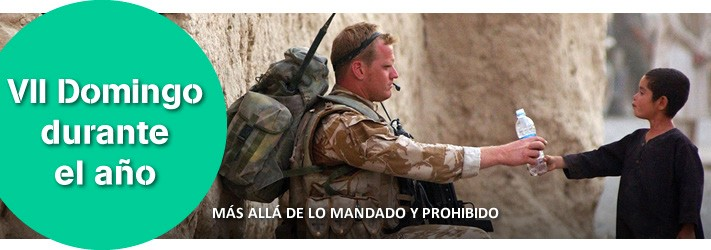 VII Domingo
durante
el año
MÁS ALLÁ DE LO MANDADO Y PROHIBIDO